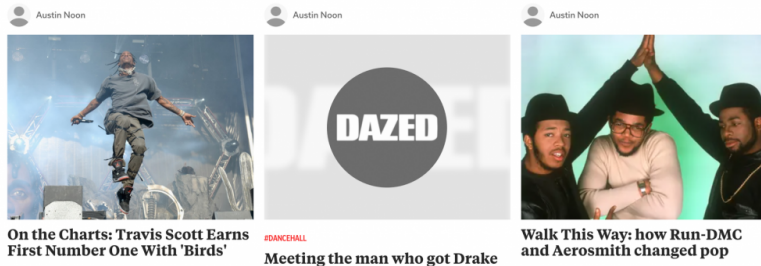 Austin Noon
On the Charts: Travis Scott Earns
First Number One With 'Birds'
Austin Noon
DAZED
#DANCEHALL
Meeting the man who got Drake
Austin Noon
Walk This Way: how Run-DMC
and Aerosmith changed pop